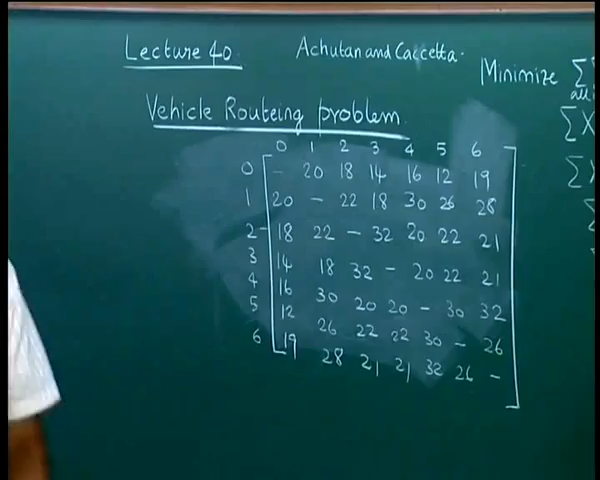 Lecture 40 Achutan and Caccetta.
Minimize Σ
all
Vehicle Routeing problem
ΣX
0 1 2 3 4 5 6
0 - 20 18 14 16 12 19
Σ
1 20 - 22 18 30 26 28
2 18 22 - 32 20 22 21
3 14 18 32 - 20 22 21
4 16 30 20 20 - 30 32
5 12 26 22 22 30 - 26
6 19 28 21 21 32 26 -